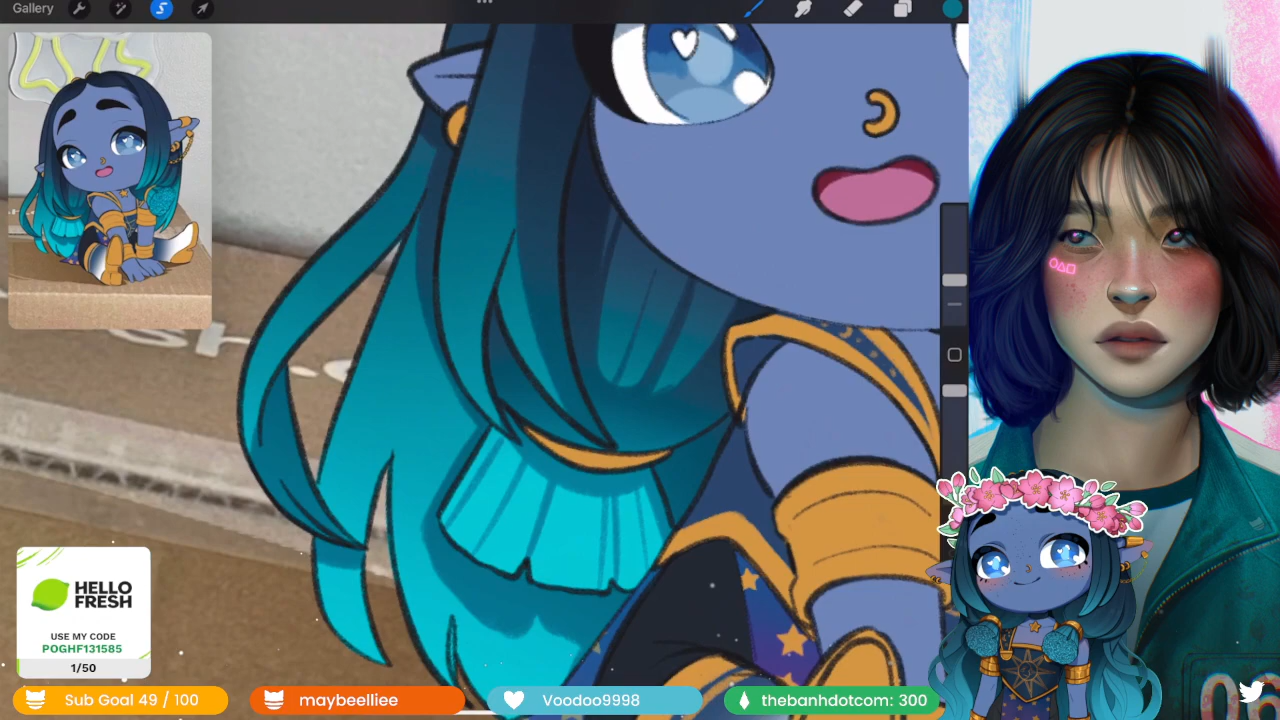 Gallery
HELLO
FRESH
USE MY CODE
POGHF131585
1/50
Sub Goal 49 / 100
maybeelliee
Voodoo9998
thebanhdotcom: 300